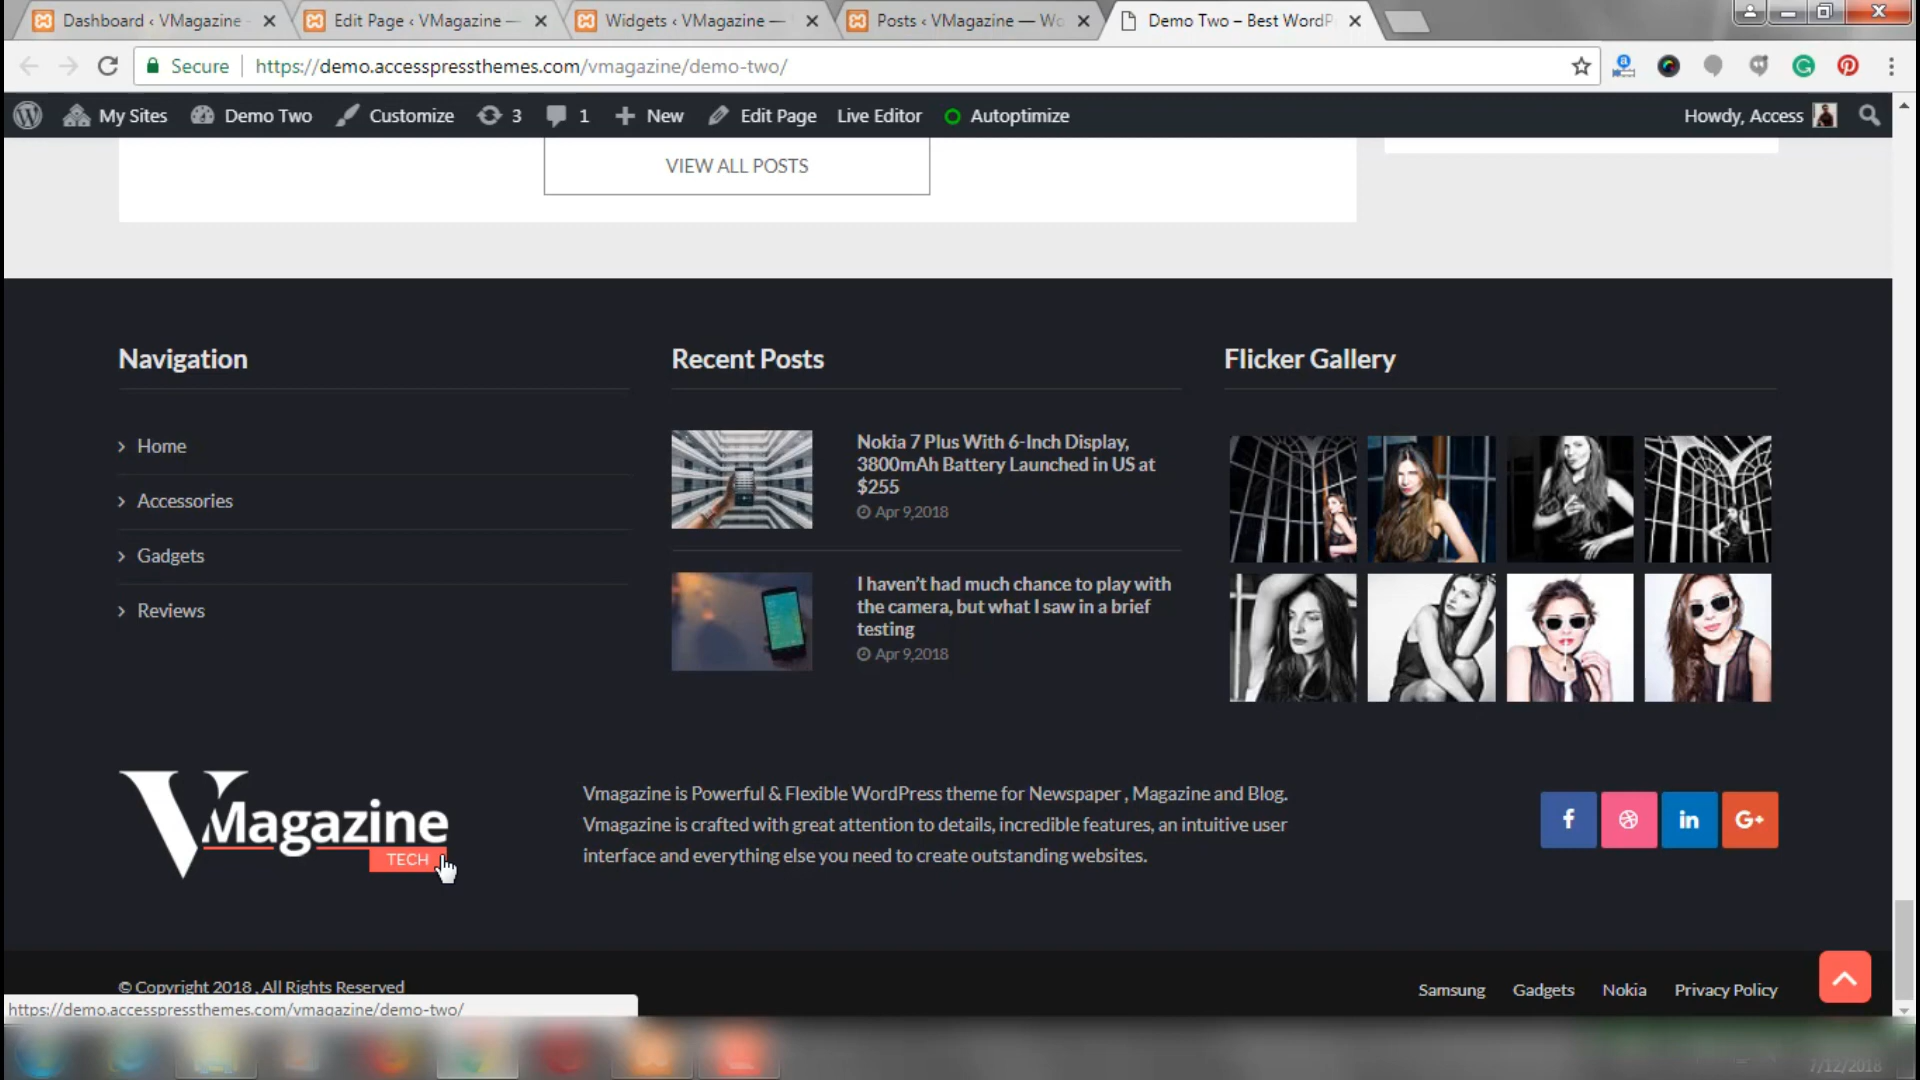 Dashboard ‹ VMagazine -
Edit Page ‹ VMagazine —
Widgets ‹ VMagazine —
Posts ‹ VMagazine — Wo
Demo Two – Best WordP
Secure
https://demo.accesspressthemes.com/vmagazine/demo-two/
My Sites
Demo Two
Customize
3
1
New
Edit Page
Live Editor
Autoptimize
Howdy, Access
VIEW ALL POSTS
Navigation
Home
Accessories
Gadgets
Reviews
Recent Posts
Nokia 7 Plus With 6-Inch Display,
3800mAh Battery Launched in US at
$255
Apr 9,2018
I haven’t had much chance to play with
the camera, but what I saw in a brief
testing
Apr 9,2018
Flicker Gallery
VMagazine
TECH
Vmagazine is Powerful & Flexible WordPress theme for Newspaper , Magazine and Blog.
Vmagazine is crafted with great attention to details, incredible features, an intuitive user
interface and everything else you need to create outstanding websites.
f
in
G+
© Copyright 2018 , All Rights Reserved
Samsung
Gadgets
Nokia
Privacy Policy
https://demo.accesspressthemes.com/vmagazine/demo-two/
7/12/2018